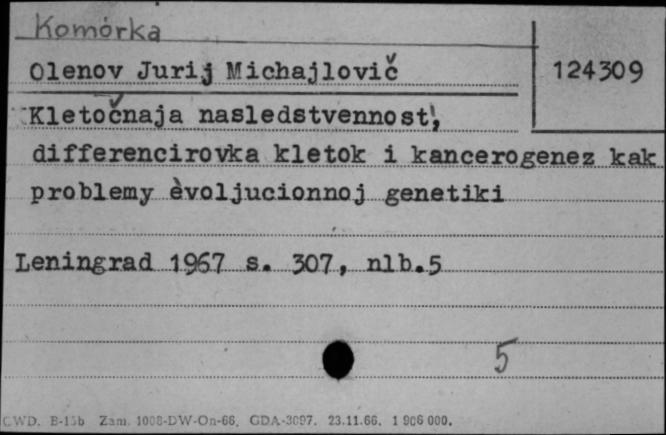 Komórka
Olenov Jurij Michajlovič
124309
Kletočnaja nasledstvennost',
differencirovka kletok i kancerogenez kak
problemy èvoljucionnoj genetiki
Leningrad 1967 s. 307, nlb.5
5
CWD. B-15b Zam. 1008-DW-On-66. GDA-3097. 23.11.66. 1 906 000.